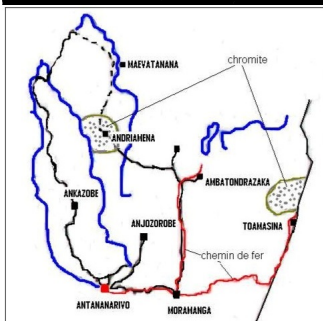 chromite
MAEVATANANA
ANDRIAMENA
AMBATONDRAZAKA
ANKAZOBE
ANJOZOROBE
TOAMASINA
chemin de fer
ANTANANARIVO
MORAMANGA